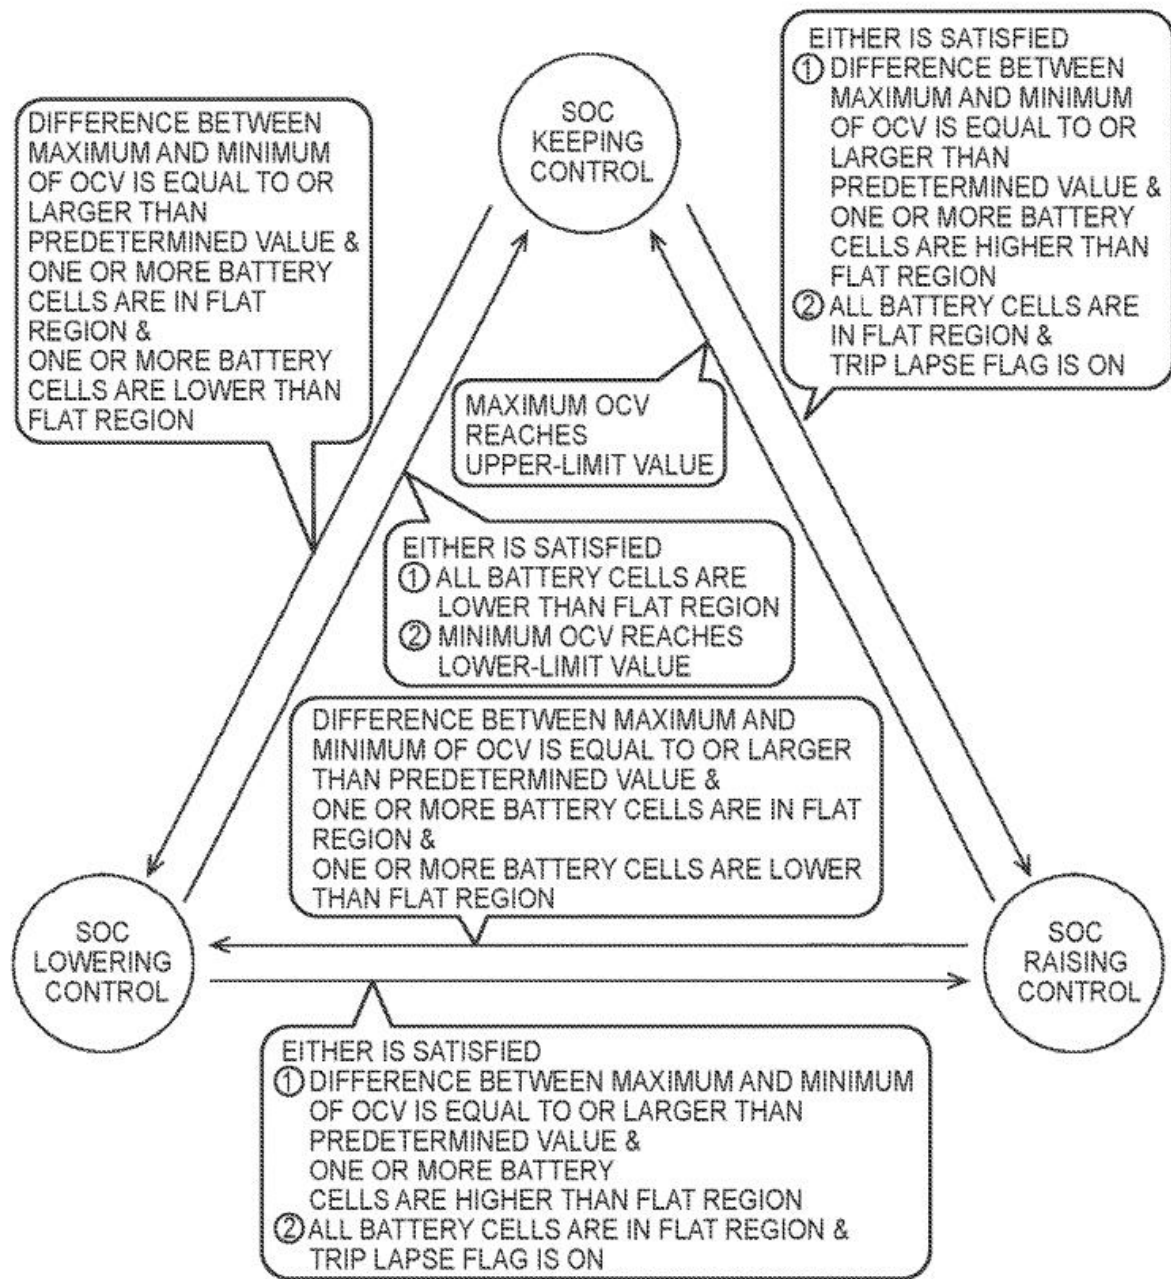 SOC
KEEPING
CONTROL
DIFFERENCE BETWEEN
MAXIMUM AND MINIMUM
OF OCV IS EQUAL TO OR
LARGER THAN
PREDETERMINED VALUE &
ONE OR MORE BATTERY
CELLS ARE IN FLAT
REGION &
ONE OR MORE BATTERY
CELLS ARE LOWER THAN
FLAT REGION
EITHER IS SATISFIED
① DIFFERENCE BETWEEN
MAXIMUM AND MINIMUM
OF OCV IS EQUAL TO OR
LARGER THAN
PREDETERMINED VALUE &
ONE OR MORE BATTERY
CELLS ARE HIGHER THAN
FLAT REGION
② ALL BATTERY CELLS ARE
IN FLAT REGION &
TRIP LAPSE FLAG IS ON
MAXIMUM OCV
REACHES
UPPER-LIMIT VALUE
EITHER IS SATISFIED
① ALL BATTERY CELLS ARE
LOWER THAN FLAT REGION
② MINIMUM OCV REACHES
LOWER-LIMIT VALUE
DIFFERENCE BETWEEN MAXIMUM AND
MINIMUM OF OCV IS EQUAL TO OR LARGER
THAN PREDETERMINED VALUE &
ONE OR MORE BATTERY CELLS ARE IN FLAT
REGION &
ONE OR MORE BATTERY CELLS ARE LOWER
THAN FLAT REGION
SOC
LOWERING
CONTROL
SOC
RAISING
CONTROL
EITHER IS SATISFIED
① DIFFERENCE BETWEEN MAXIMUM AND MINIMUM
OF OCV IS EQUAL TO OR LARGER THAN
PREDETERMINED VALUE &
ONE OR MORE BATTERY
CELLS ARE HIGHER THAN FLAT REGION
② ALL BATTERY CELLS ARE IN FLAT REGION &
TRIP LAPSE FLAG IS ON